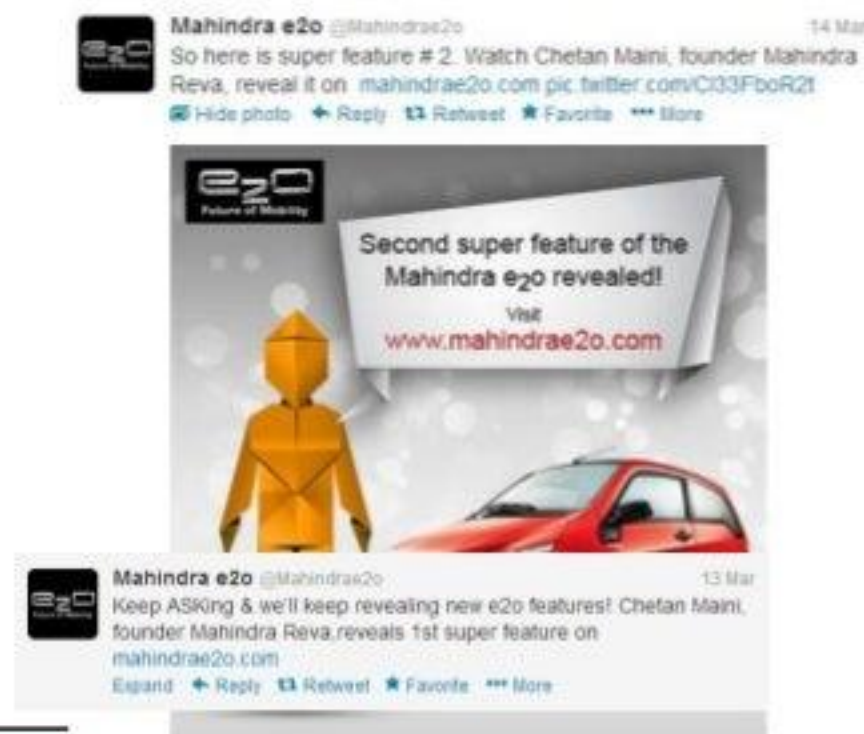 Mahindra e2o @Mahindrae2o 14 Mar
So here is super feature # 2. Watch Chetan Maini, founder Mahindra
Reva, reveal it on mahindrae2o.com pic.twitter.com/CI33FboR2t
Hide photo Reply Retweet Favorite ••• More
e2o
Future of Mobility
Second super feature of the
Mahindra e2o revealed!
Visit
www.mahindrae2o.com
Mahindra e2o @Mahindrae2o 13 Mar
e2o
Keep ASKing & we'll keep revealing new e2o features! Chetan Maini,
founder Mahindra Reva,reveals 1st super feature on
mahindrae2o.com
Expand Reply Retweet Favorite ••• More